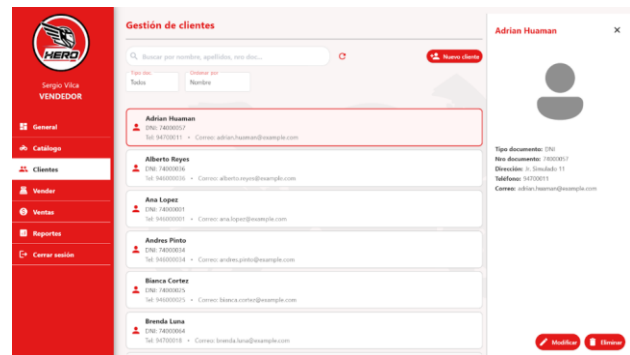 HERO
Sergio Vilca
VENDEDOR
General
Catálogo
Clientes
Vender
Ventas
Reportes
Cerrar sesión
Gestión de clientes
Buscar por nombre, apellidos, nro doc...
Nuevo cliente
Tipo doc.
Todos
Ordenar por
Nombre
Adrian Huaman
DNI: 74000057
Tel: 94700011 • Correo: adrian.huaman@example.com
Alberto Reyes
DNI: 74000036
Tel: 946000036 • Correo: alberto.reyes@example.com
Ana Lopez
DNI: 74000001
Tel: 946000001 • Correo: ana.lopez@example.com
Andres Pinto
DNI: 74000034
Tel: 946000034 • Correo: andres.pinto@example.com
Bianca Cortez
DNI: 74000025
Tel: 946000025 • Correo: bianca.cortez@example.com
Brenda Luna
DNI: 74000064
Tel: 94700018 • Correo: brenda.luna@example.com
Adrian Huaman
Tipo documento: DNI
Nro documento: 74000057
Dirección: Jr. Simulado 11
Teléfono: 94700011
Correo: adrian.huaman@example.com
Modificar
Eliminar